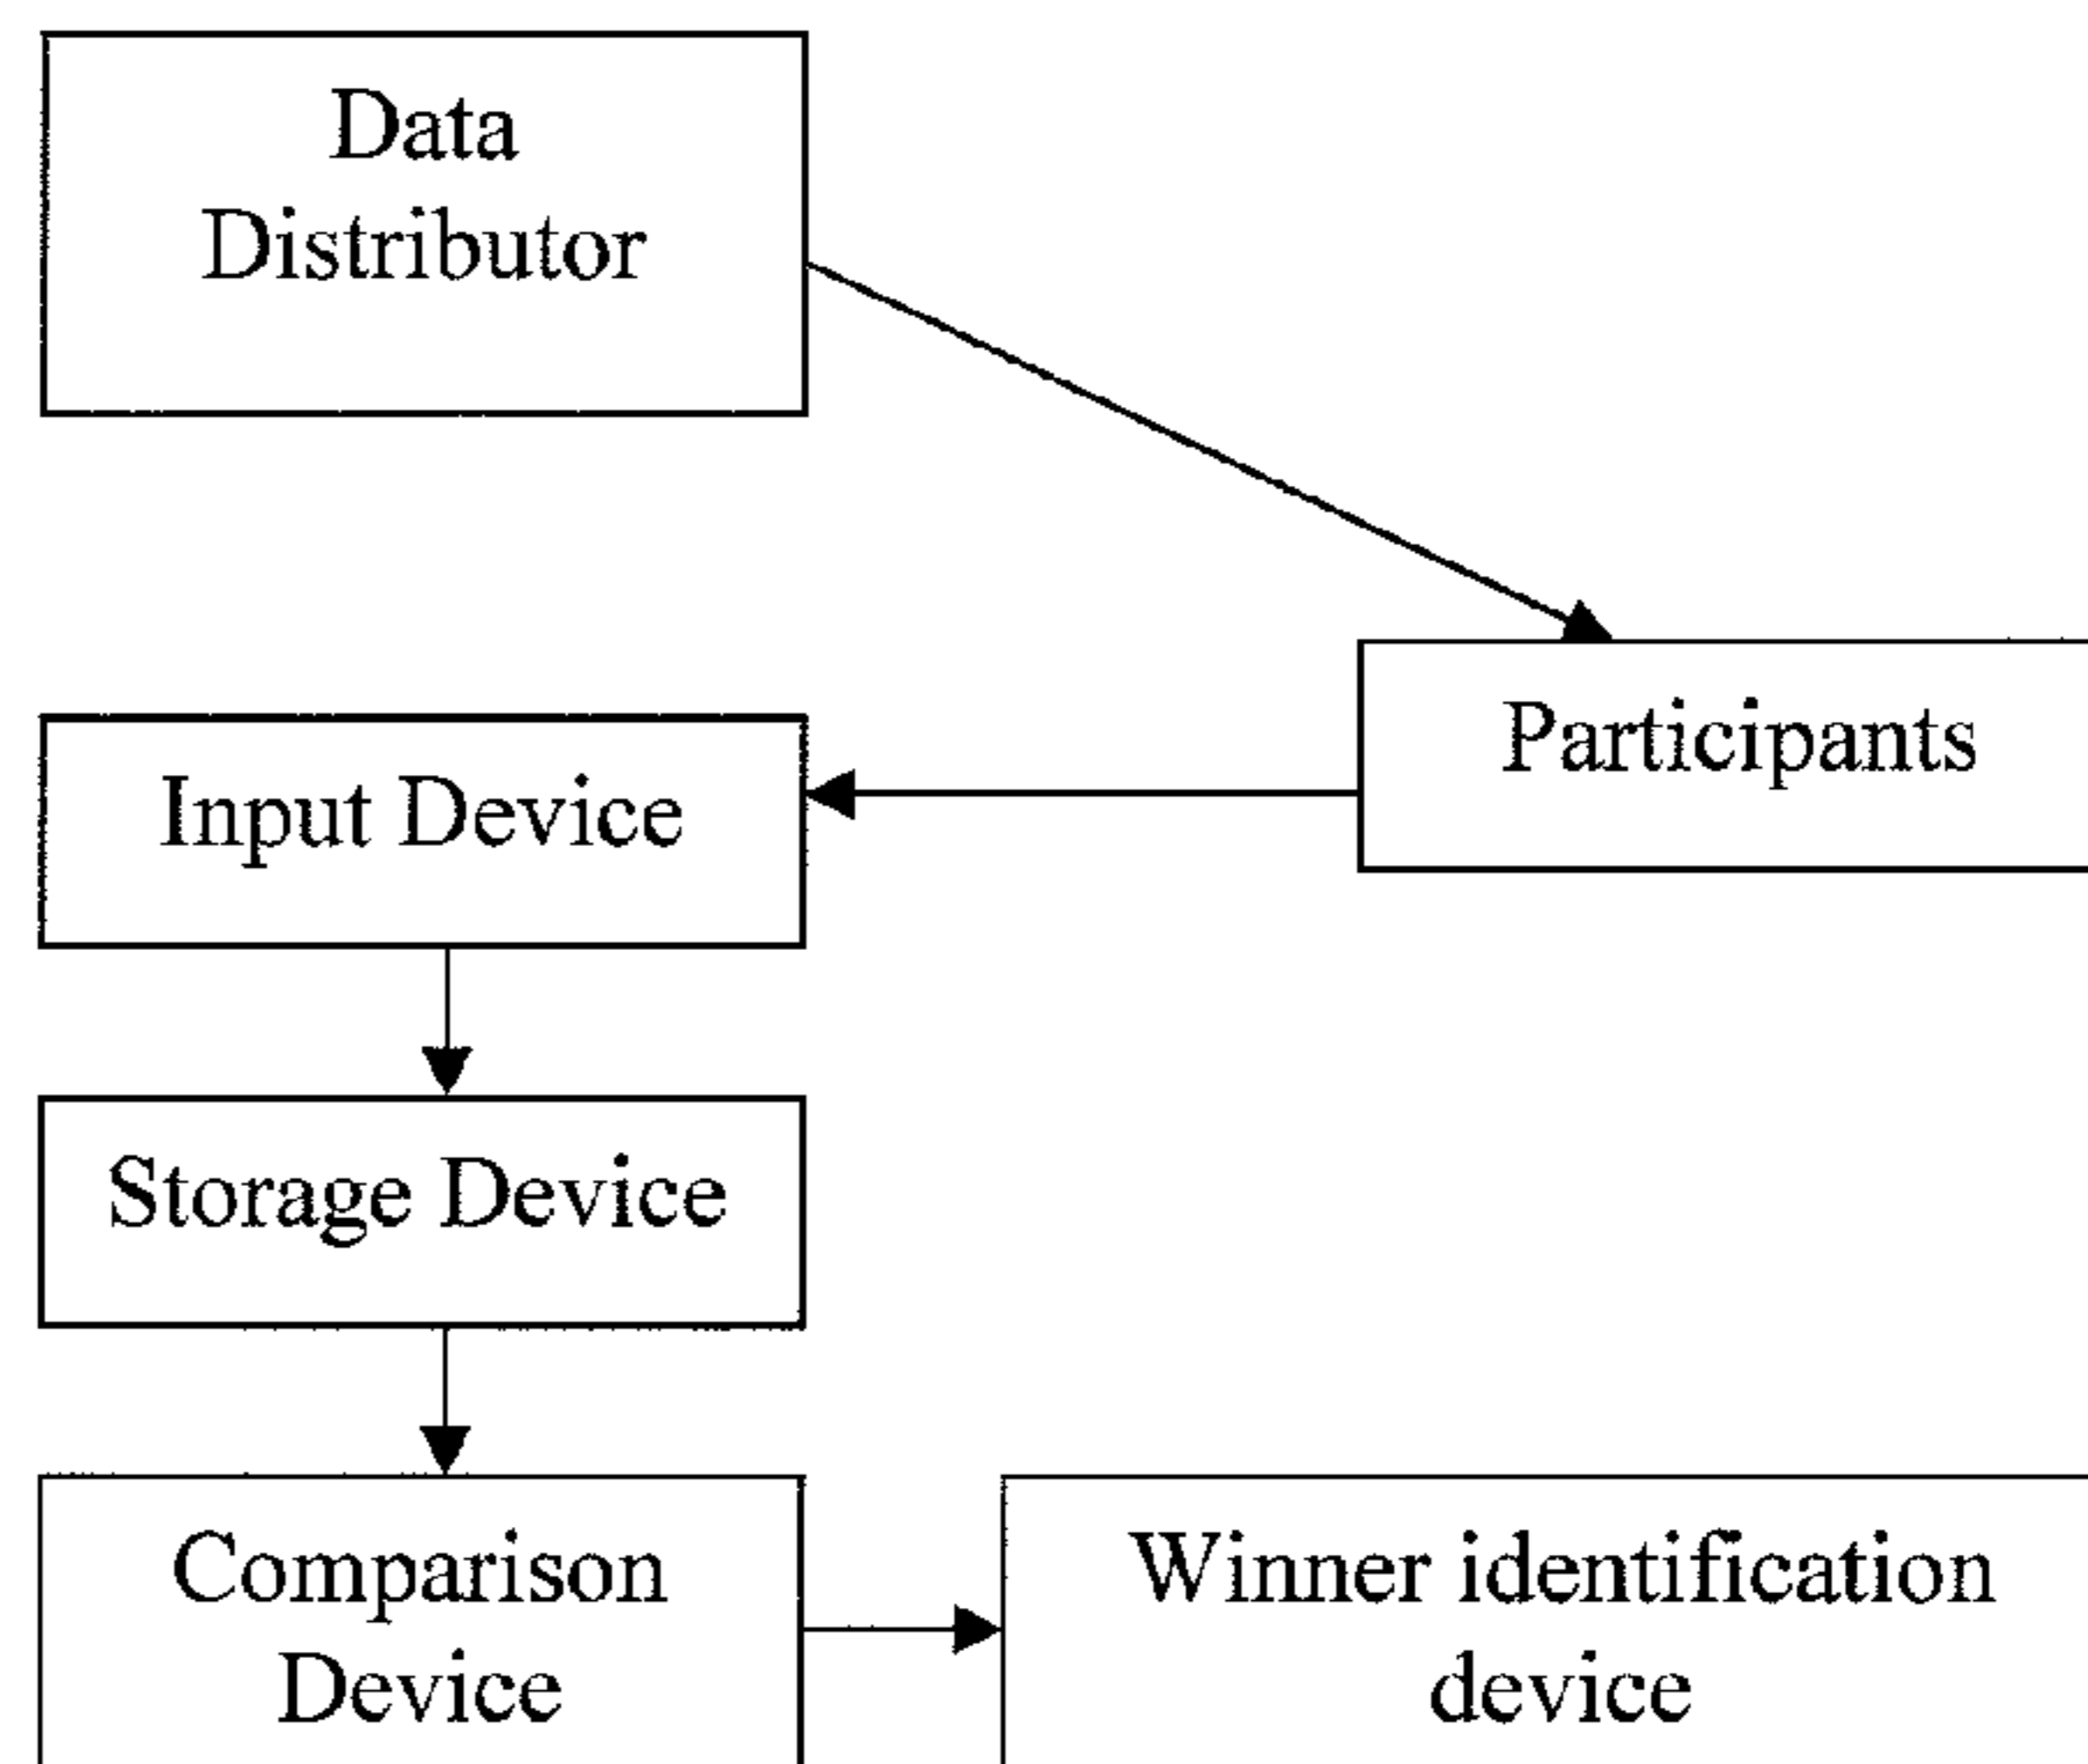 Data
Distributor
Participants
Input Device
Storage Device
Comparison
Device
Winner identification
device